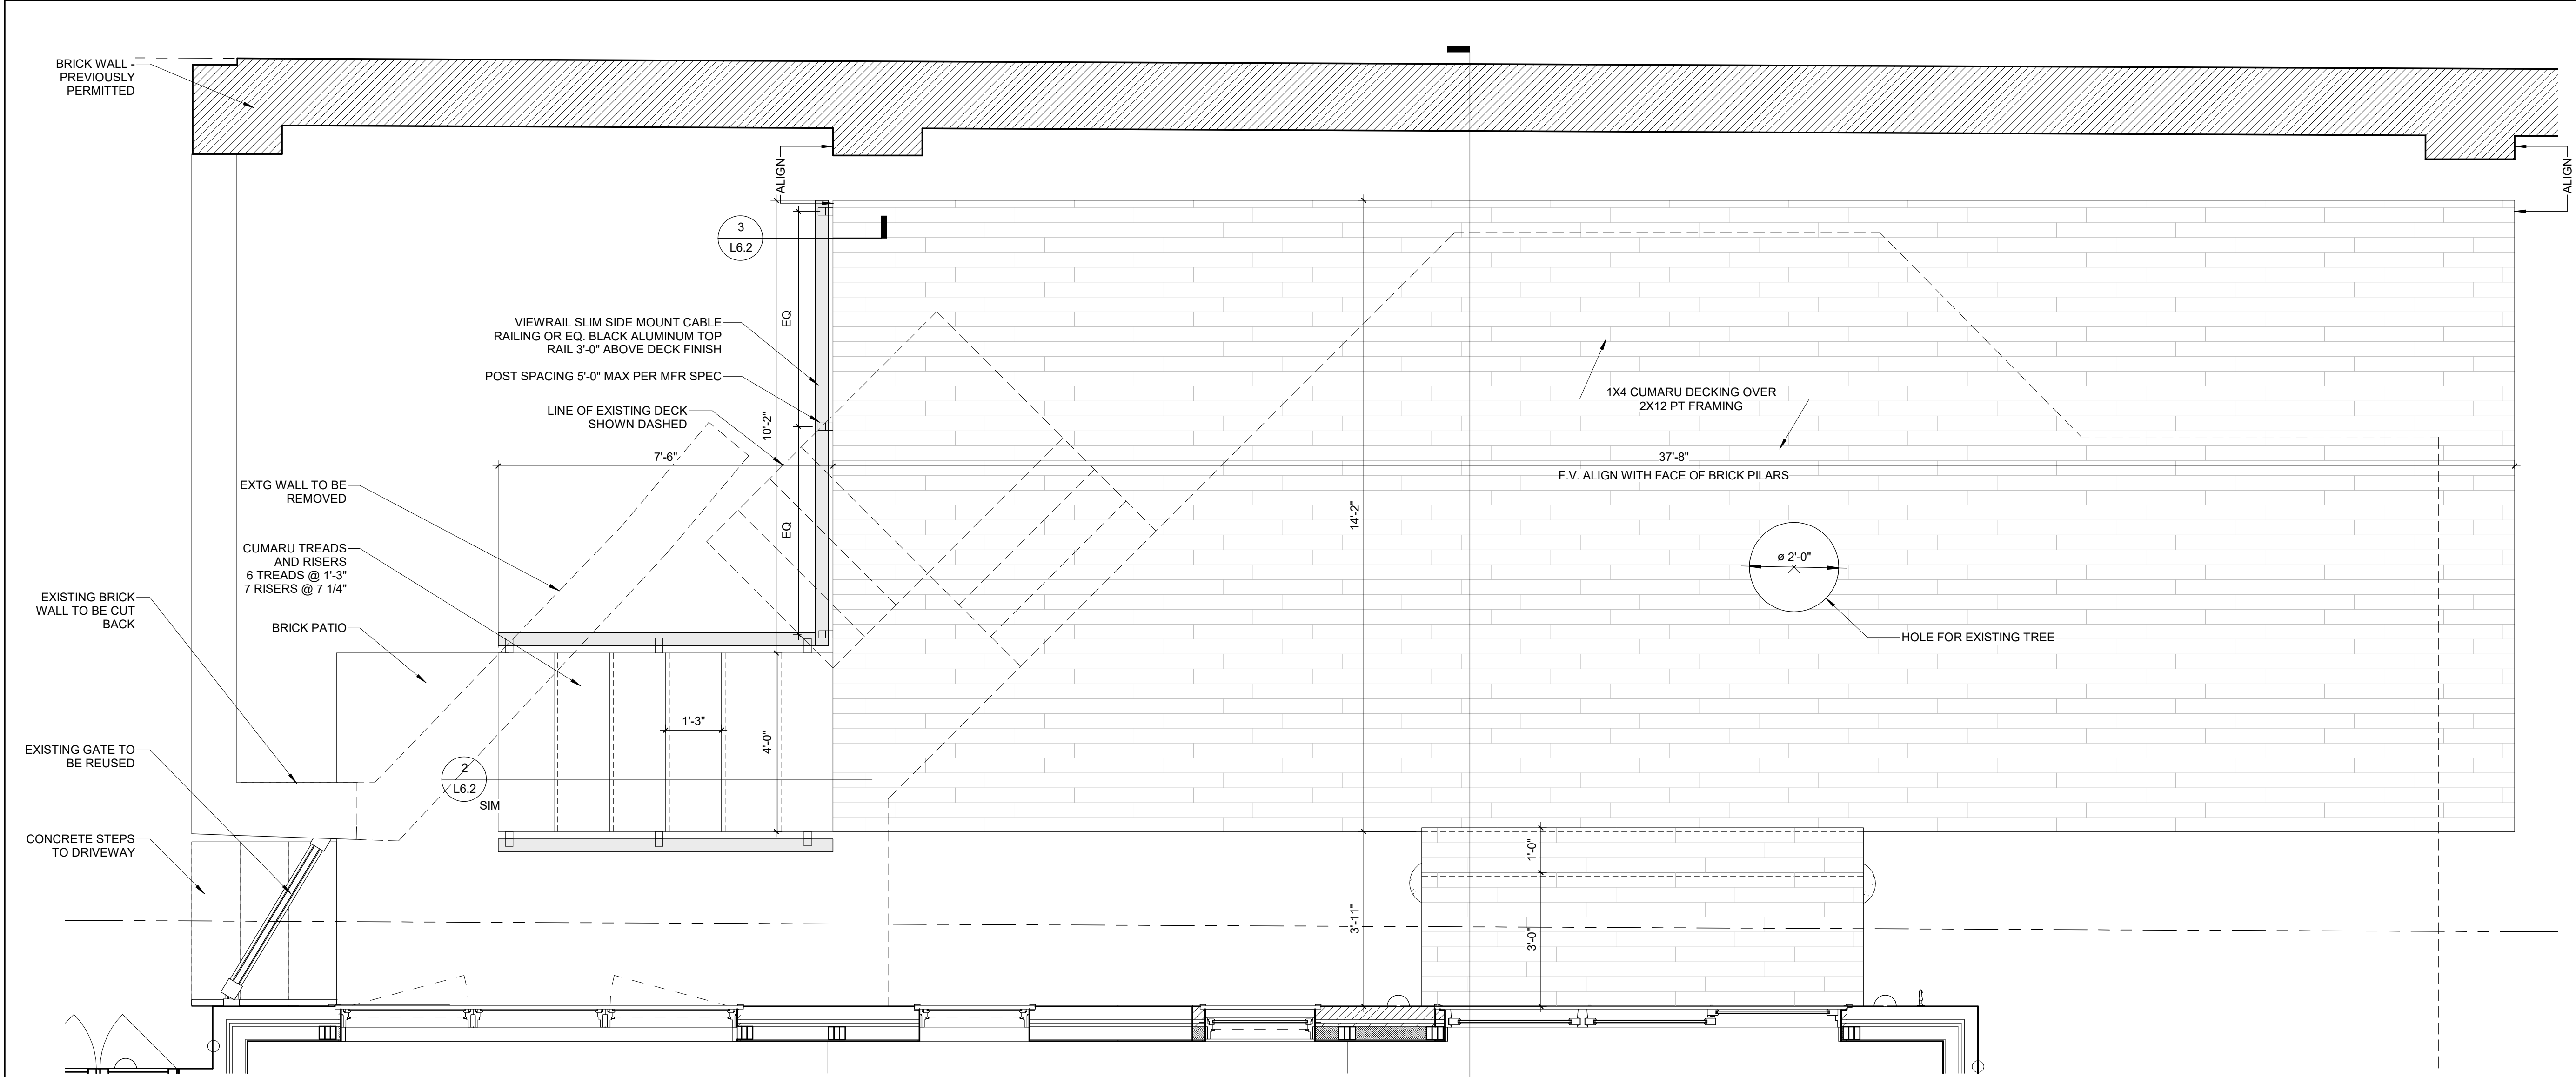 BRICK WALL -
PREVIOUSLY
PERMITTED
ALIGN
ALIGN
3
L6.2
VIEWRAIL SLIM SIDE MOUNT CABLE
RAILING OR EQ. BLACK ALUMINUM TOP
RAIL 3'-0" ABOVE DECK FINISH
EQ
POST SPACING 5'-0" MAX PER MFR SPEC
LINE OF EXISTING DECK
SHOWN DASHED
10'-2"
1X4 CUMARU DECKING OVER
2X12 PT FRAMING
7'-6"
37'-8"
F.V. ALIGN WITH FACE OF BRICK PILARS
EXTG WALL TO BE
REMOVED
EQ
14'-2"
CUMARU TREADS
AND RISERS
6 TREADS @ 1'-3"
7 RISERS @ 7 1/4"
ø 2'-0"
EXISTING BRICK
WALL TO BE CUT
BACK
BRICK PATIO
HOLE FOR EXISTING TREE
1'-3"
4'-0"
EXISTING GATE TO
BE REUSED
2
L6.2
SIM
CONCRETE STEPS
TO DRIVEWAY
1'-0"
3'-11"
3'-0"